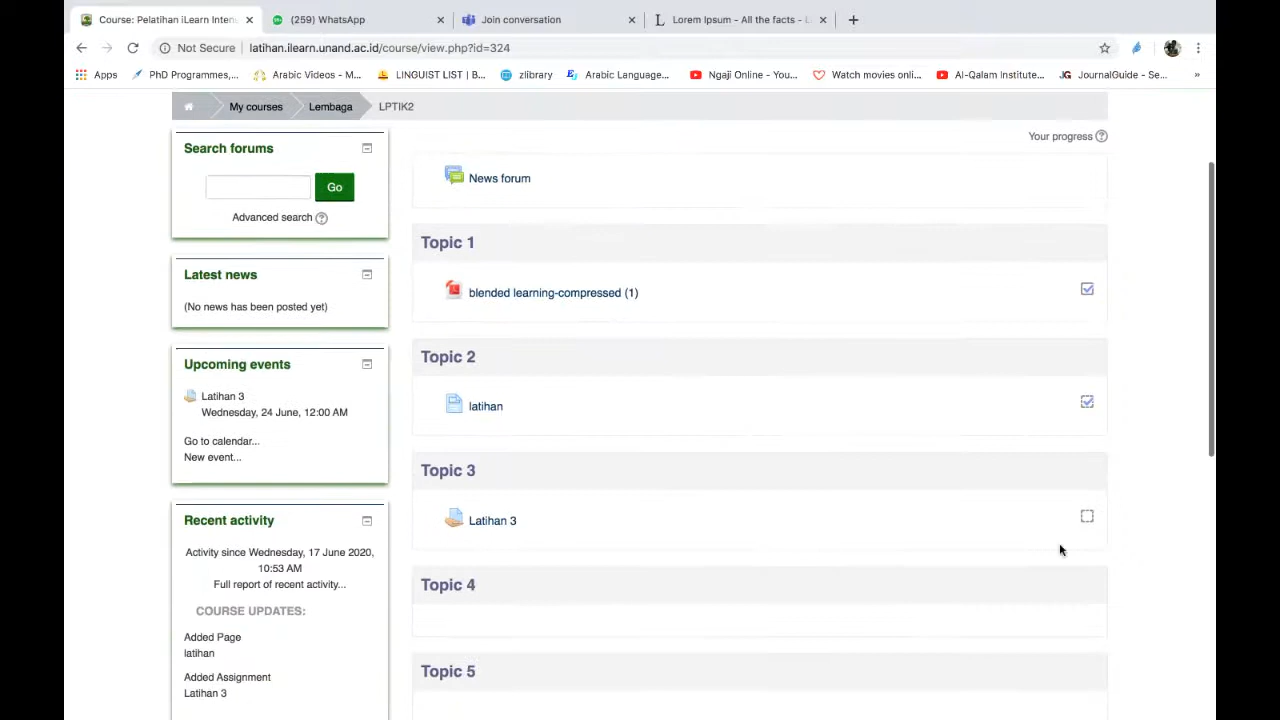 Course: Pelatihan iLearn Inten
(259) WhatsApp
Join conversation
Lorem Ipsum - All the facts - L
Not Secure
latihan.ilearn.unand.ac.id/course/view.php?id=324
Apps
PhD Programmes,...
Arabic Videos - M...
LINGUIST LIST | B...
zlibrary
Arabic Language...
Ngaji Online - You...
Watch movies onli...
Al-Qalam Institute...
JournalGuide - Se...
»
My courses
Lembaga
LPTIK2
Your progress
Search forums
Go
Advanced search
Latest news
(No news has been posted yet)
Upcoming events
Latihan 3
Wednesday, 24 June, 12:00 AM
Go to calendar...
New event...
Recent activity
Activity since Wednesday, 17 June 2020,
10:53 AM
Full report of recent activity...
COURSE UPDATES:
Added Page
latihan
Added Assignment
Latihan 3
News forum
Topic 1
blended learning-compressed (1)
Topic 2
latihan
Topic 3
Latihan 3
Topic 4
Topic 5